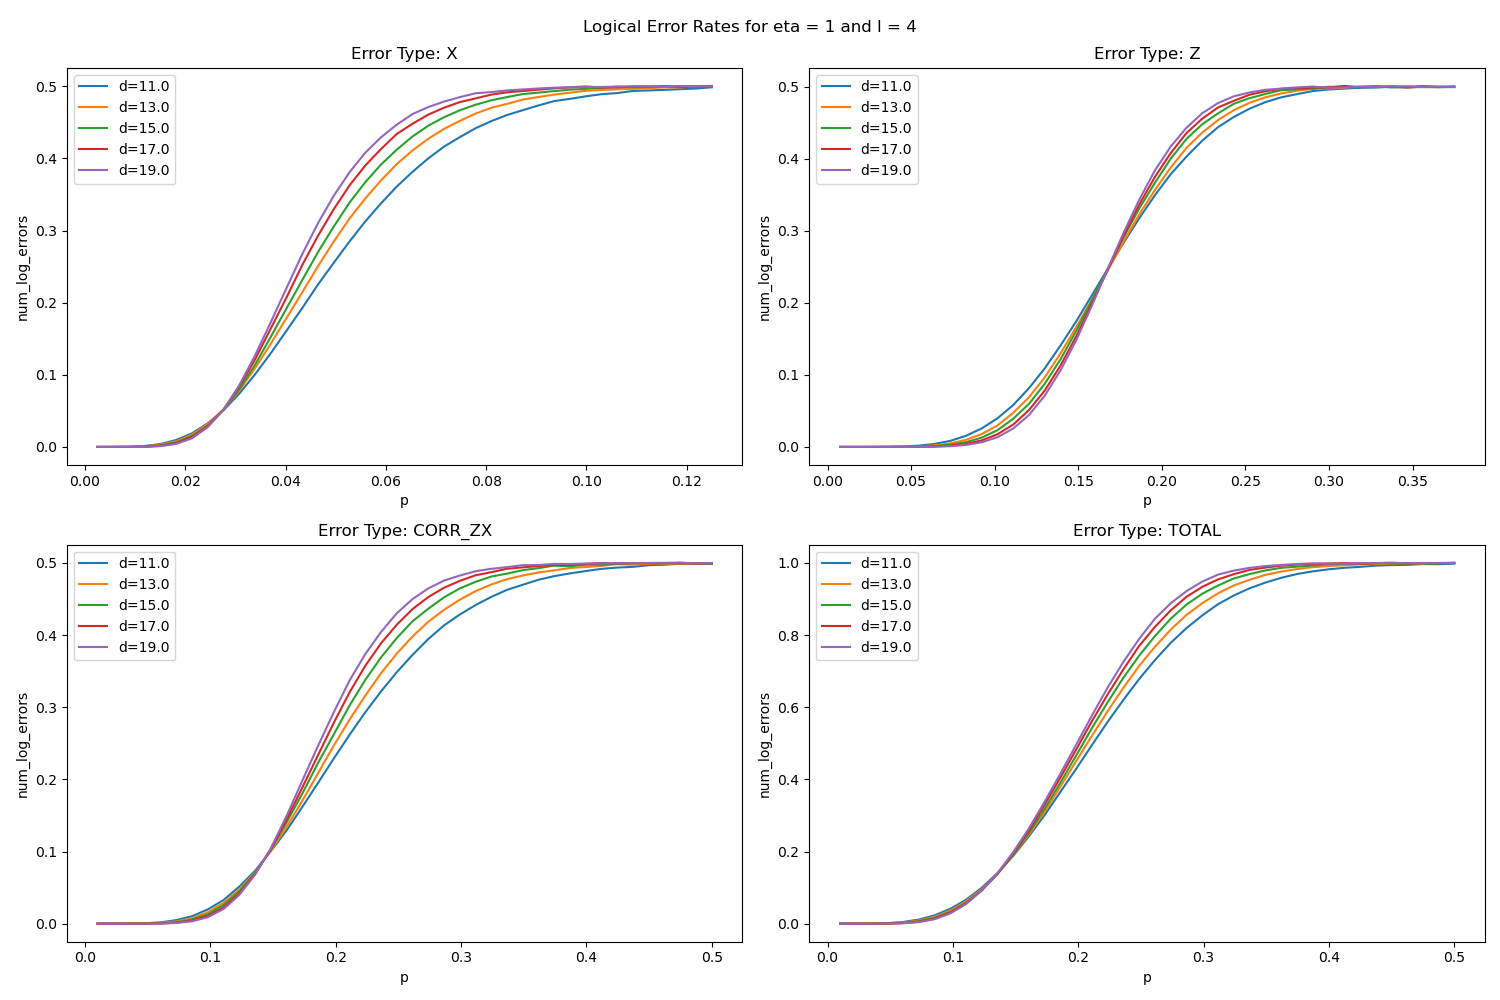 Logical Error Rates for eta = 1 and l = 4
Error Type: X
num_log_errors
0.5
0.4
0.3
0.2
0.1
0.0
d=11.0
d=13.0
d=15.0
d=17.0
d=19.0
0.00 0.02 0.04 0.06 0.08 0.10 0.12
p
Error Type: Z
num_log_errors
0.5
0.4
0.3
0.2
0.1
0.0
d=11.0
d=13.0
d=15.0
d=17.0
d=19.0
0.00 0.05 0.10 0.15 0.20 0.25 0.30 0.35
p
Error Type: CORR_ZX
num_log_errors
0.5
0.4
0.3
0.2
0.1
0.0
d=11.0
d=13.0
d=15.0
d=17.0
d=19.0
0.0 0.1 0.2 0.3 0.4 0.5
p
Error Type: TOTAL
num_log_errors
1.0
0.8
0.6
0.4
0.2
0.0
d=11.0
d=13.0
d=15.0
d=17.0
d=19.0
0.0 0.1 0.2 0.3 0.4 0.5
p